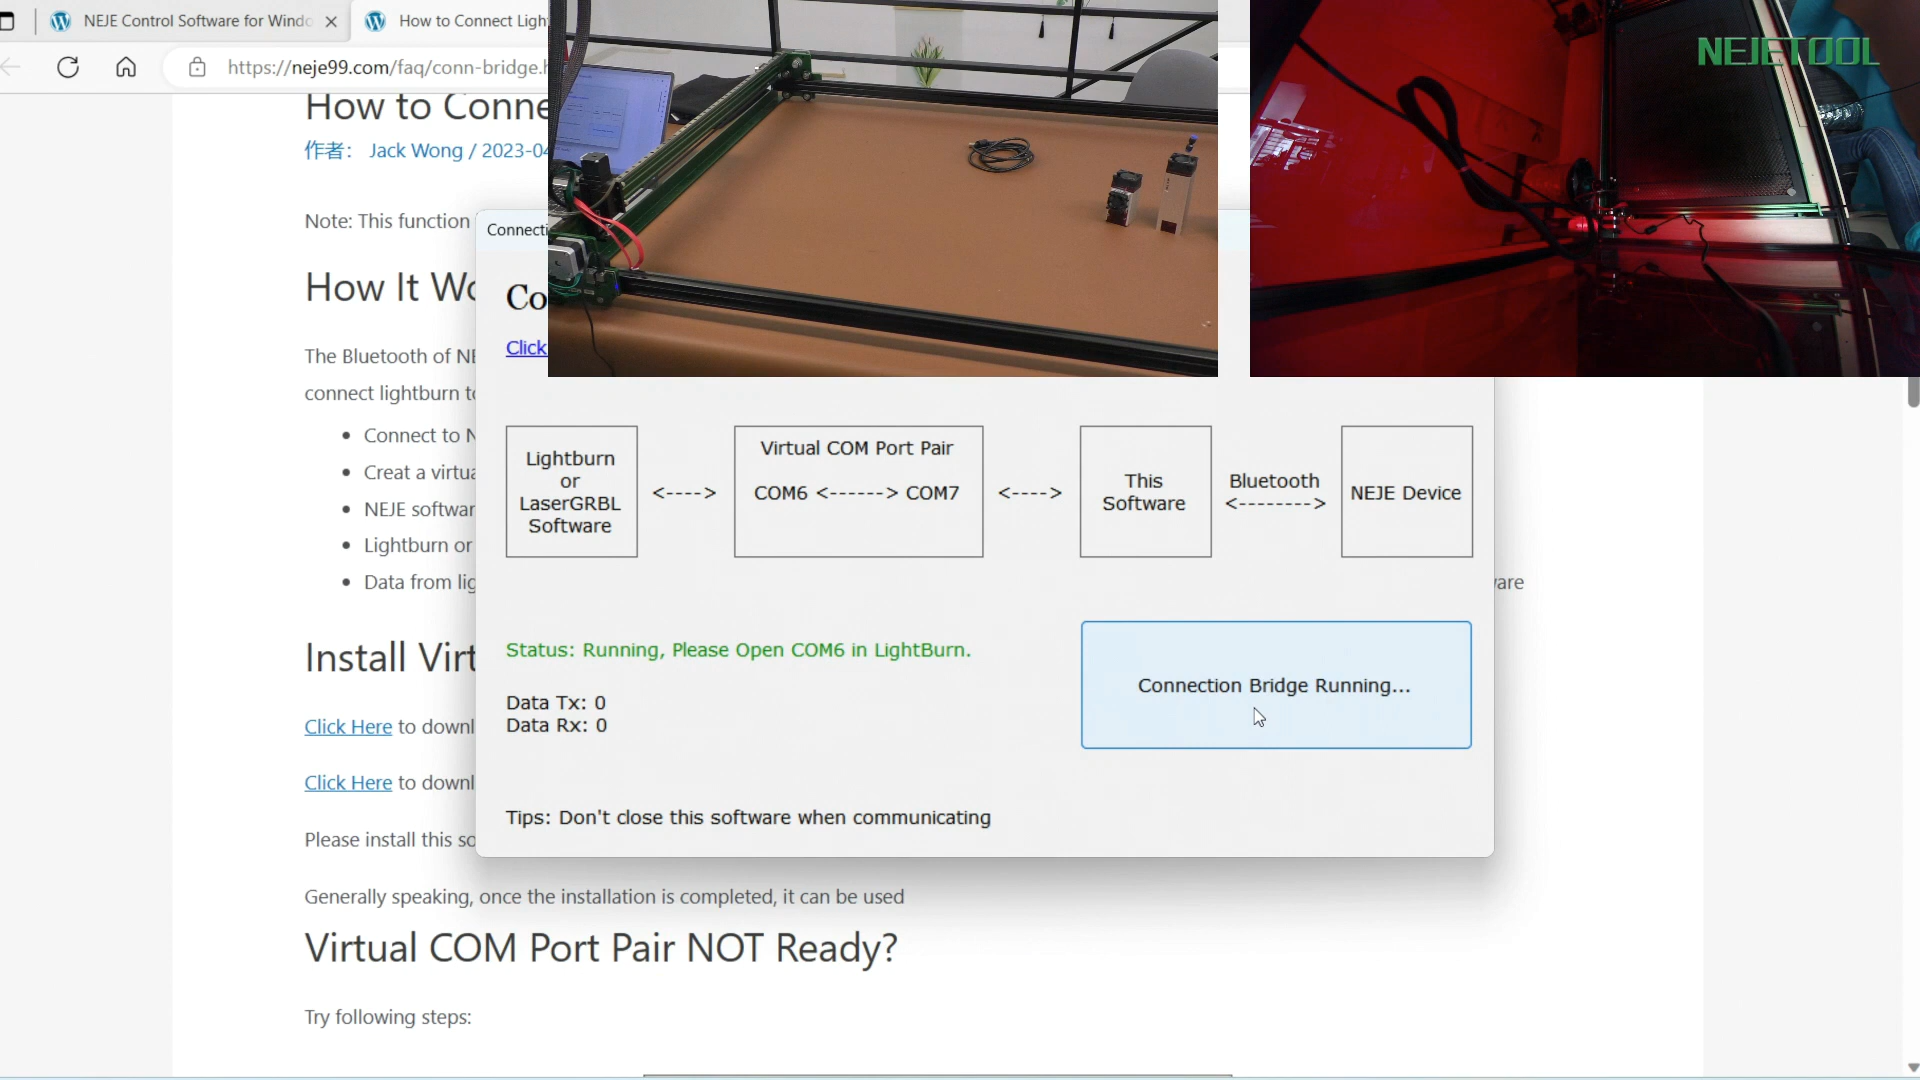 NEJE Control Software for Windo
How to Connect Ligh
https://neje99.com/faq/conn-bridge.h
NEJETOOL
How to Conne
作者： Jack Wong / 2023-04
Note: This function
Connecti
How It Wo
Co
Click
The Bluetooth of NE
connect lightburn to
Connect to N
Creat a virtua
NEJE softwar
Lightburn or
Data from lig
ware
Lightburn
or
LaserGRBL
Software
<---->
Virtual COM Port Pair
COM6 <------> COM7
<---->
This
Software
Bluetooth
<-------->
NEJE Device
Status: Running, Please Open COM6 in LightBurn.
Connection Bridge Running...
Data Tx: 0
Data Rx: 0
Tips: Don't close this software when communicating
Install Virt
Click Here to downl
Click Here to downl
Please install this so
Generally speaking, once the installation is completed, it can be used
Virtual COM Port Pair NOT Ready?
Try following steps: